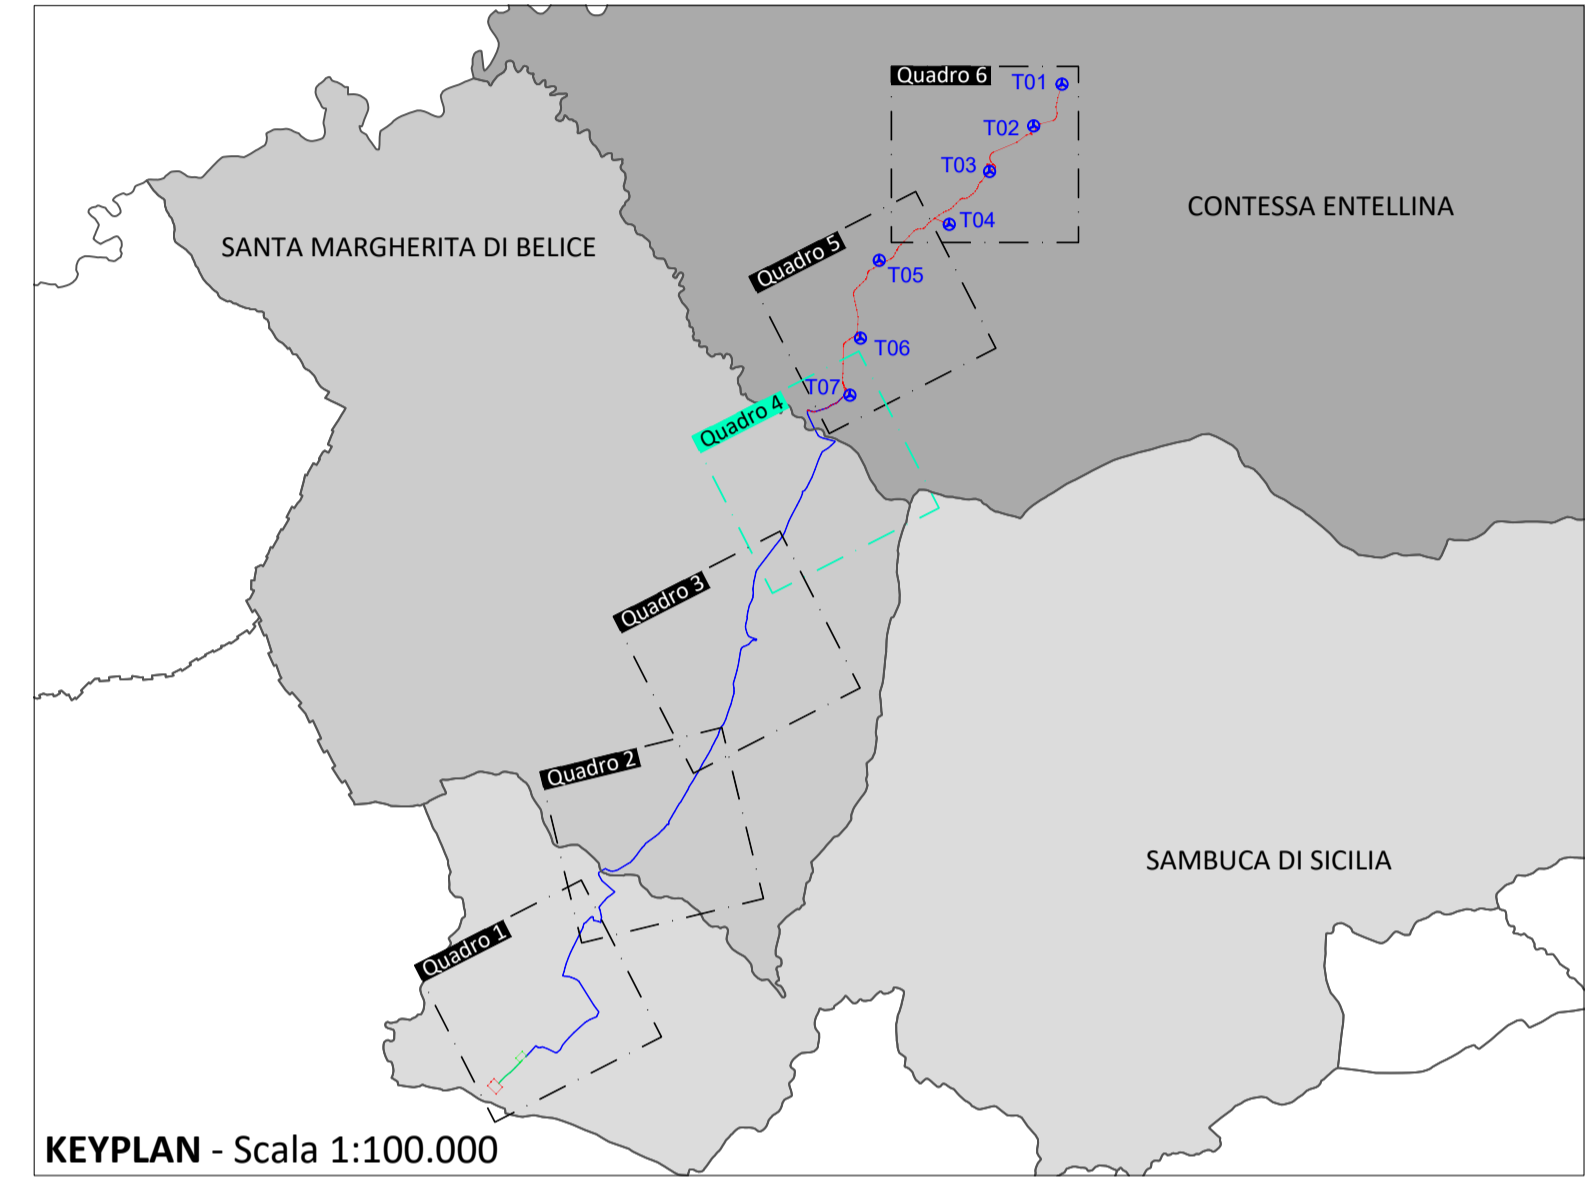 Quadro 6
T01
T02
T03
T04
CONTESSA ENTELLINA
SANTA MARGHERITA DI BELICE
Quadro 5
T05
T06
T07
Quadro 4
Quadro 3
Quadro 2
SAMBUCA DI SICILIA
Quadro 1
KEYPLAN - Scala 1:100.000